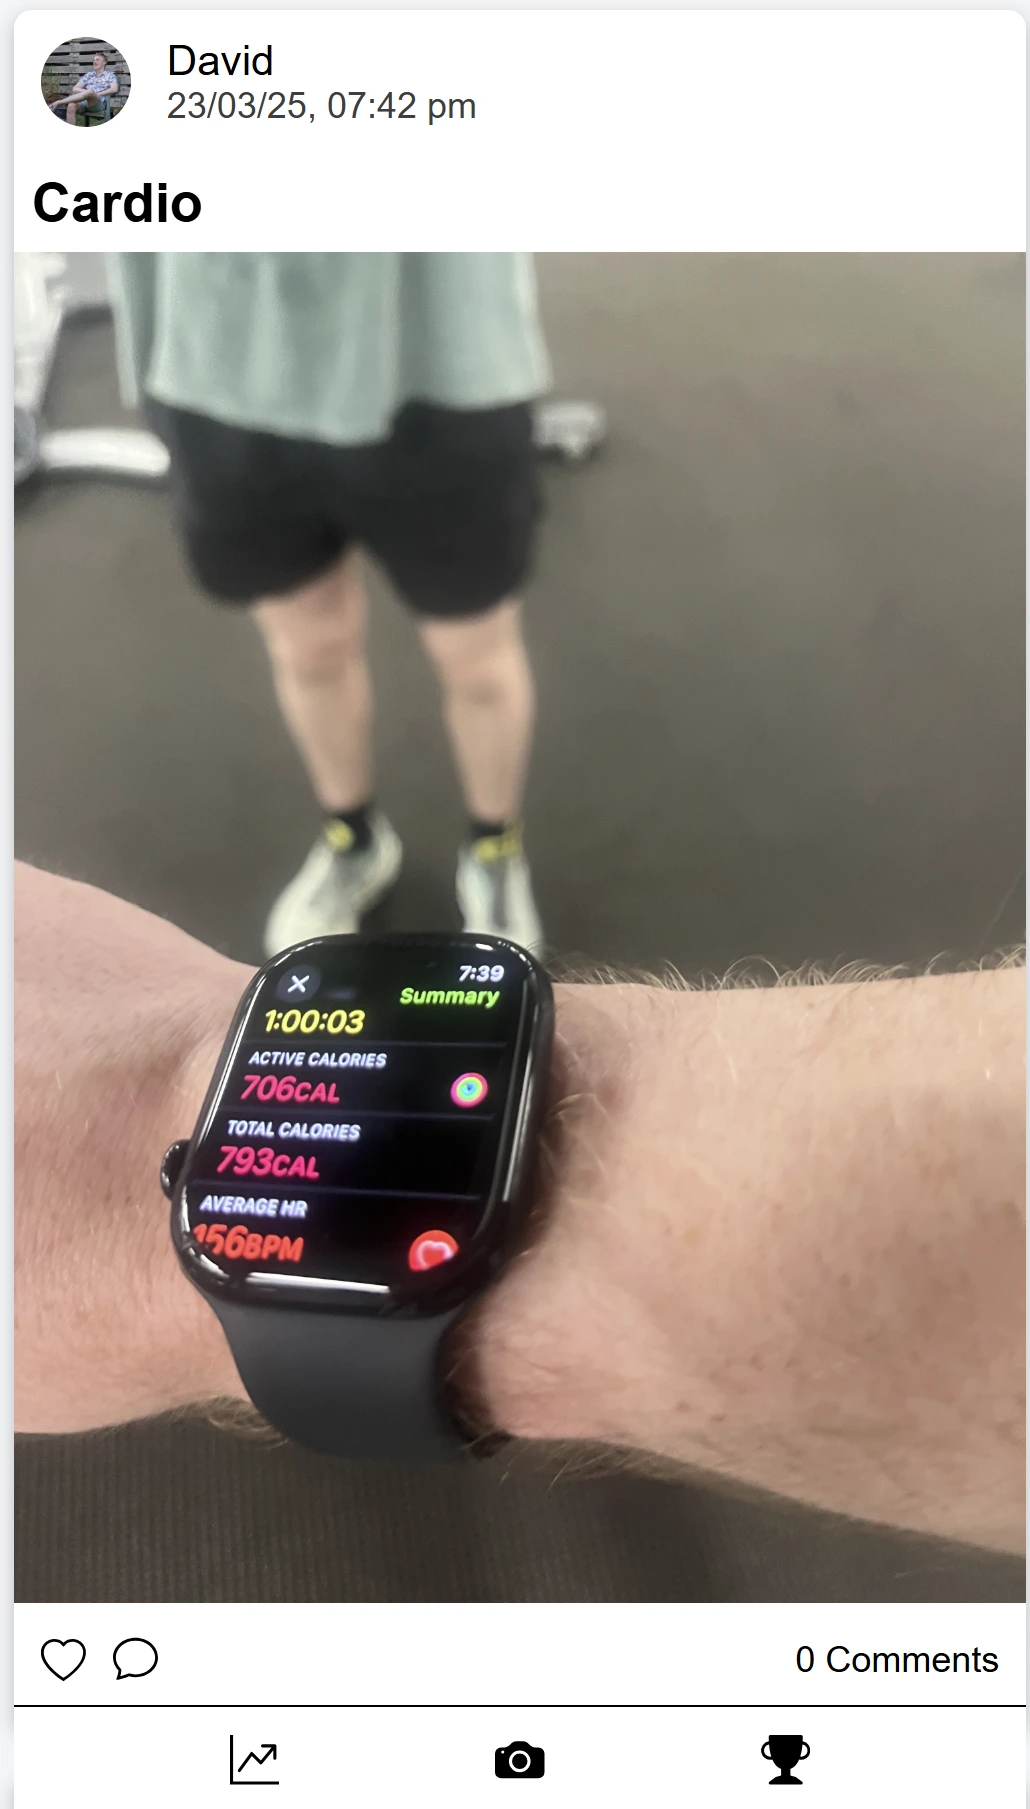 David
23/03/25, 07:42 pm
Cardio
7:39
Summary
1:00:03
ACTIVE CALORIES
706CAL
TOTAL CALORIES
793CAL
AVERAGE HR
156BPM
0 Comments